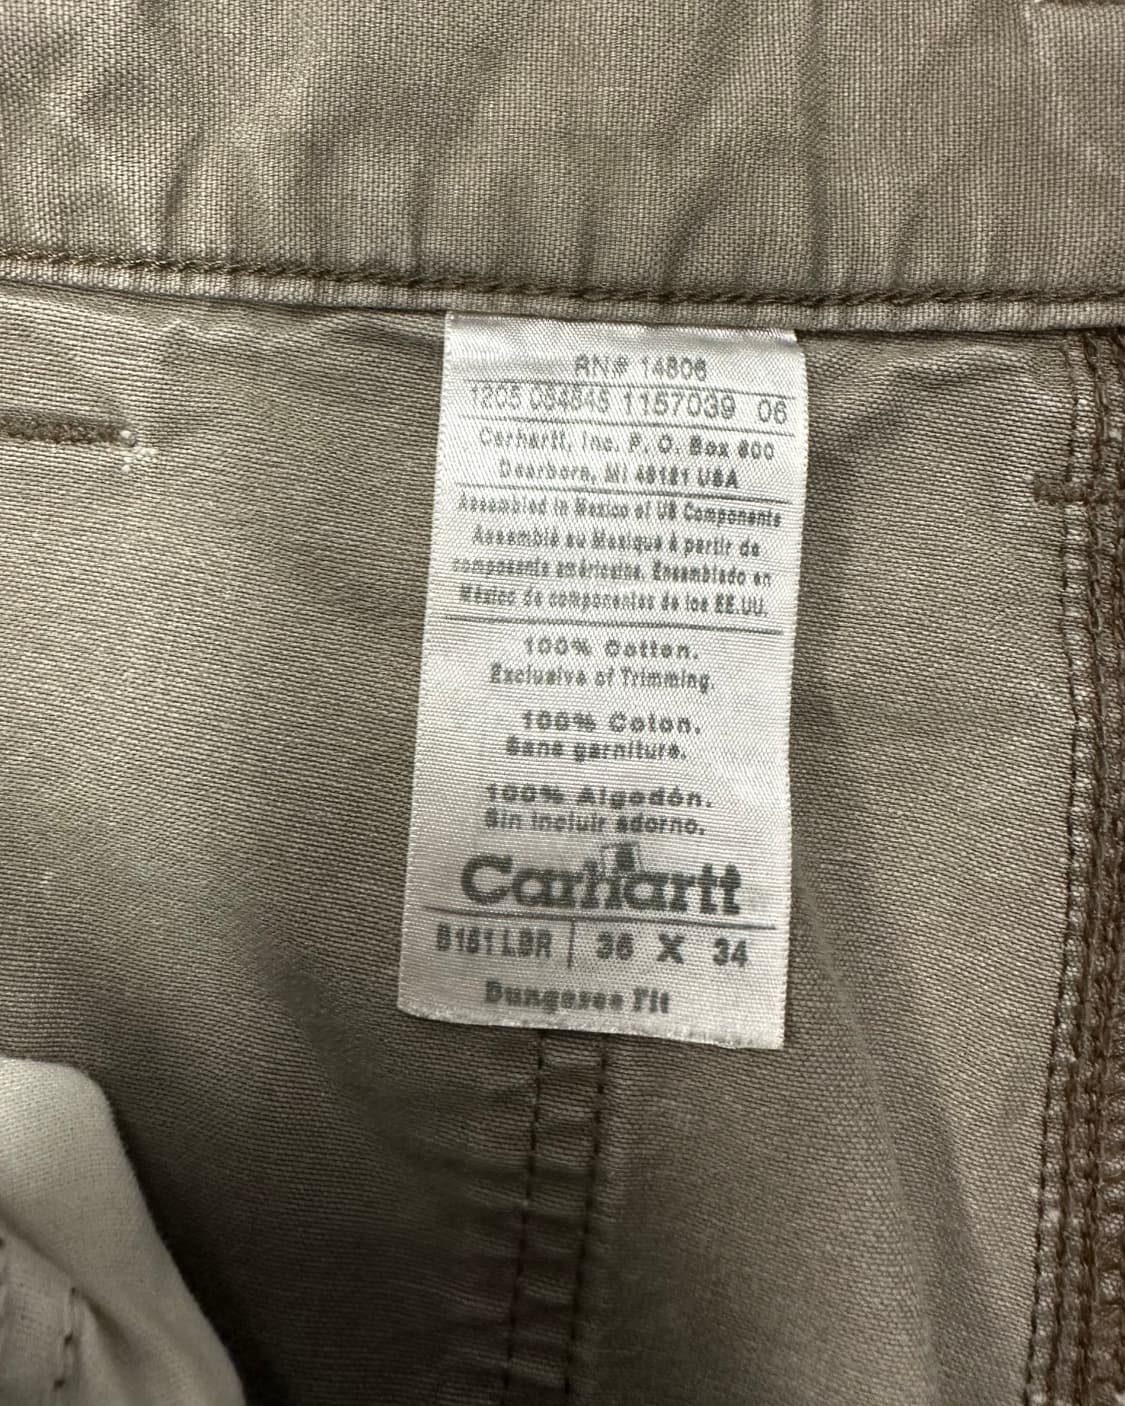 RN# 14806
1205 054545 1157039 06
Carhartt, Inc. P. O. Box 600
Dearborn, MI 48121 USA
Assembled in Mexico of US Components
Assemblé au Mexique à partir de
composants américains. Ensamblado en
México de componentes de los EE.UU.
100% Cotton.
Exclusive of Trimming.
100% Coton.
Sans garniture.
100% Algodón.
Sin incluir adorno.
Carhartt
B151 LBR | 36 X 34
Dungaree Fit